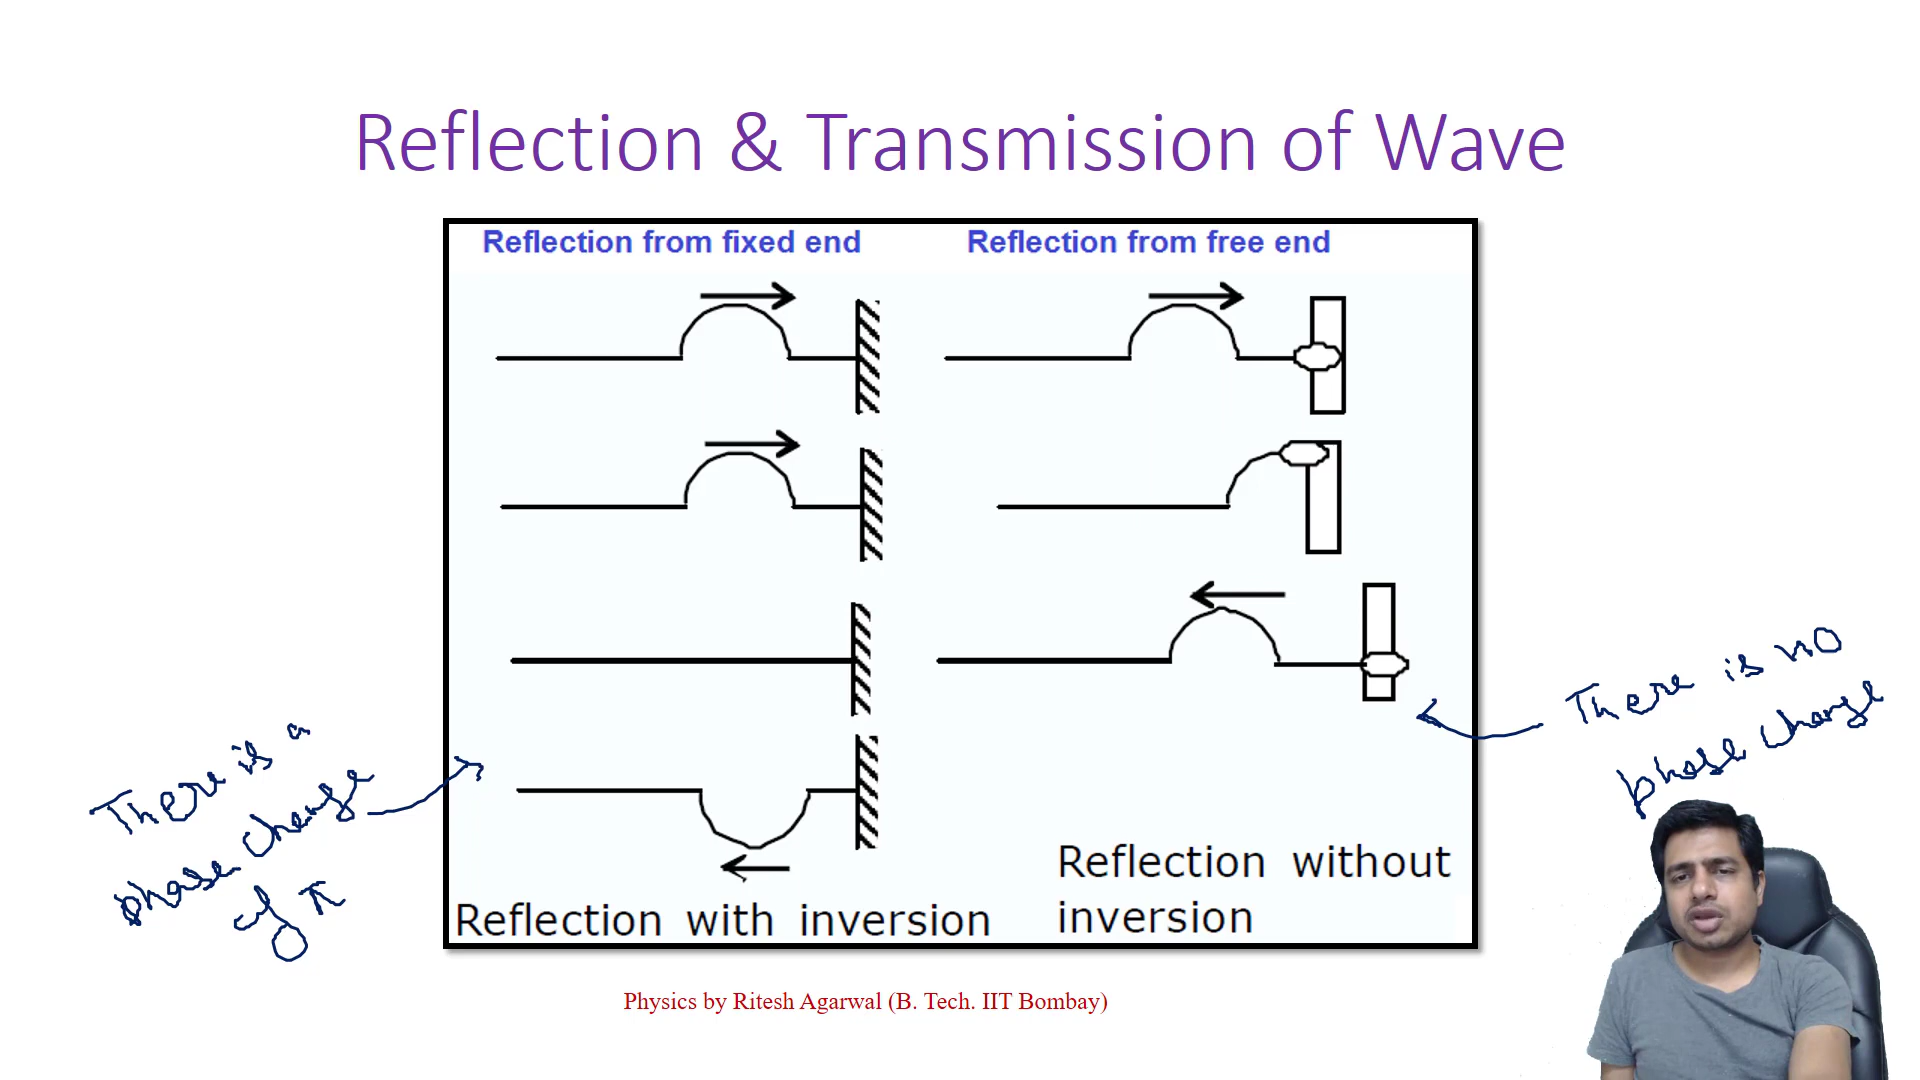 Reflection & Transmission of Wave
Reflection from fixed end
Reflection from free end
There is a
phase change
of π
There is no
phase change
Reflection with inversion
Reflection without
inversion
Physics by Ritesh Agarwal (B. Tech. IIT Bombay)